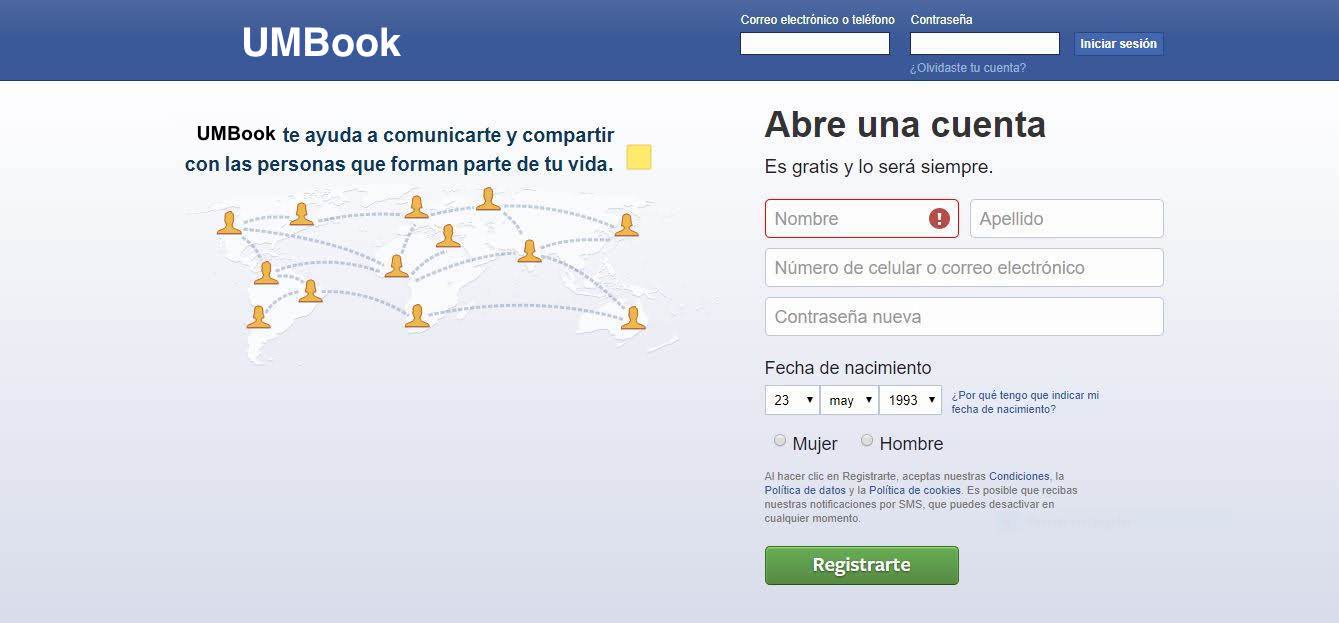 UMBook
Correo electrónico o teléfono
Contraseña
Iniciar sesión
¿Olvidaste tu cuenta?
UMBook te ayuda a comunicarte y compartir
con las personas que forman parte de tu vida.
Abre una cuenta
Es gratis y lo será siempre.
Nombre
Apellido
Número de celular o correo electrónico
Contraseña nueva
Fecha de nacimiento
23 may 1993
¿Por qué tengo que indicar mi
fecha de nacimiento?
Mujer Hombre
Al hacer clic en Registrarte, aceptas nuestras Condiciones, la
Política de datos y la Política de cookies. Es posible que recibas
nuestras notificaciones por SMS, que puedes desactivar en
cualquier momento.
Registrarte